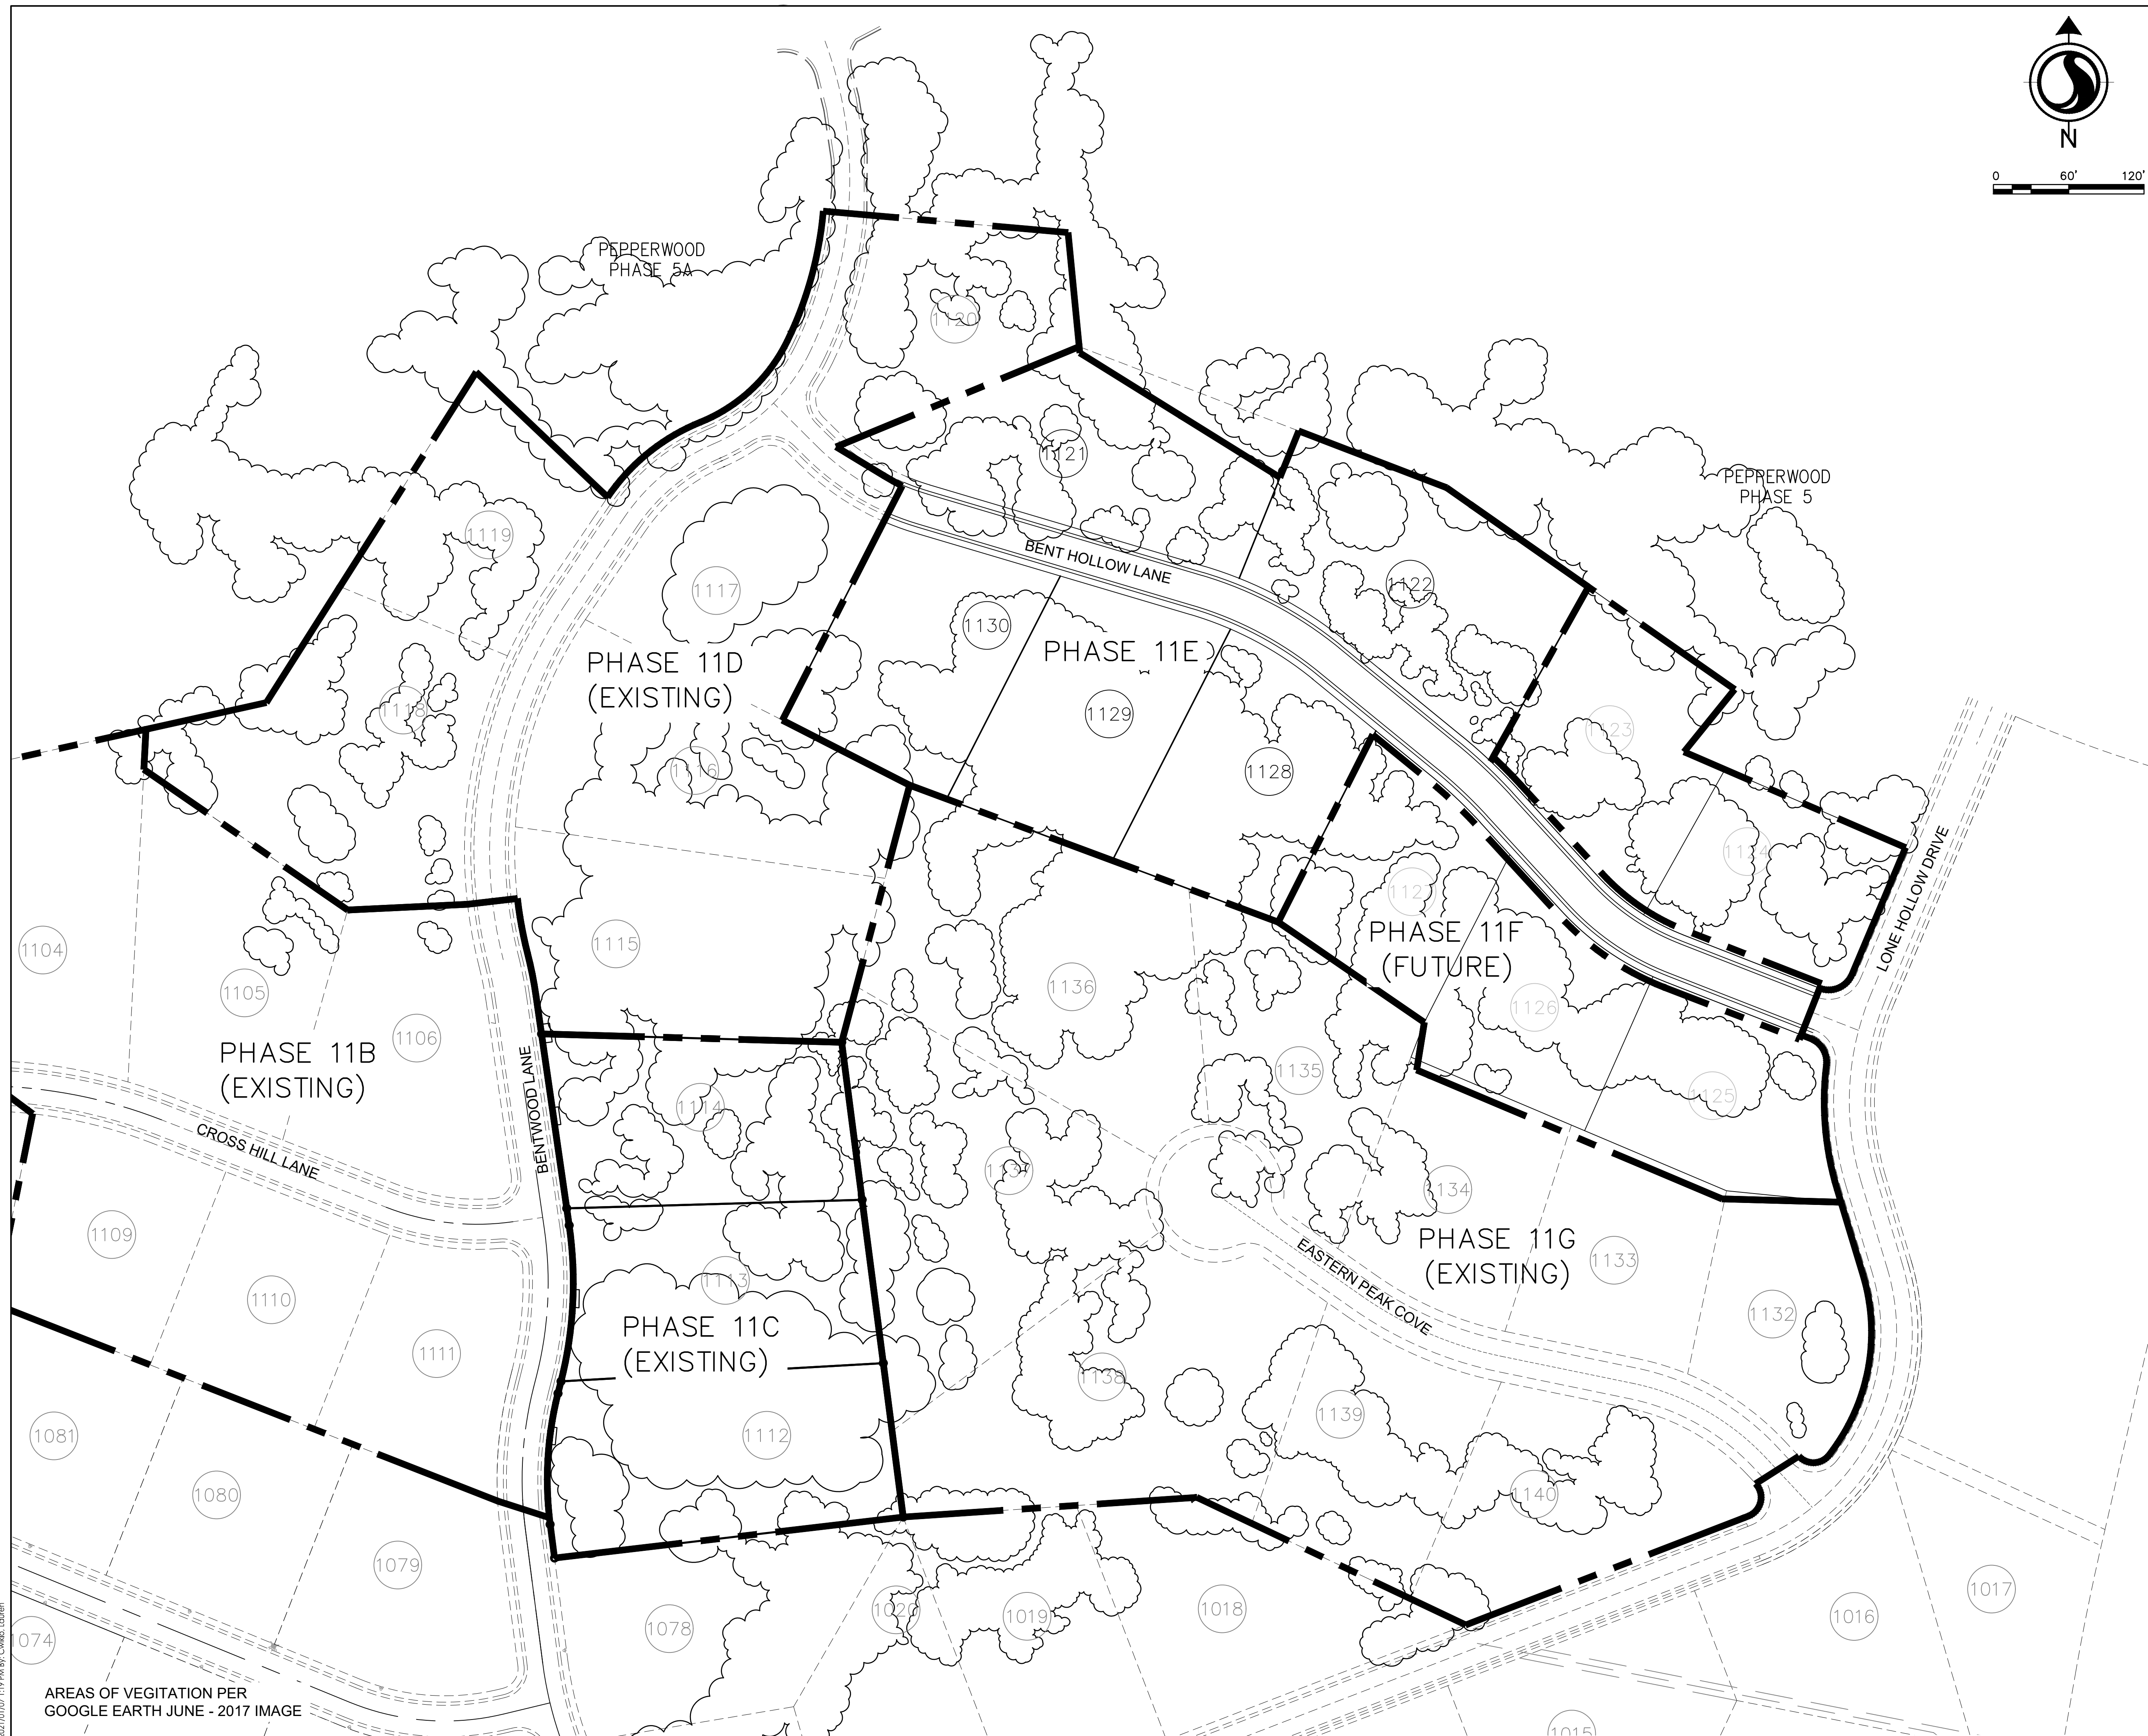 N
0 60' 120'
PEPPERWOOD
PHASE 5A
1120
1121
PEPPERWOOD
PHASE 5
1119
BENT HOLLOW LANE
1117
1122
1130
PHASE 11E
PHASE 11D
(EXISTING)
1118
1129
1123
1116
1128
1124
LONE HOLLOW DRIVE
1127
PHASE 11F
(FUTURE)
1104
1115
1105
1136
1126
1106
PHASE 11B
(EXISTING)
BENTWOOD LANE
1135
1114
1125
CROSS HILL LANE
1137
1134
1109
PHASE 11G
(EXISTING)
1133
EASTERN PEAK COVE
1113
1110
PHASE 11C
(EXISTING)
1132
1111
1138
1139
1081
1112
1080
1140
1079
1017
1020
1019
1018
1016
1078
1074
AREAS OF VEGITATION PER
GOOGLE EARTH JUNE - 2017 IMAGE
1015